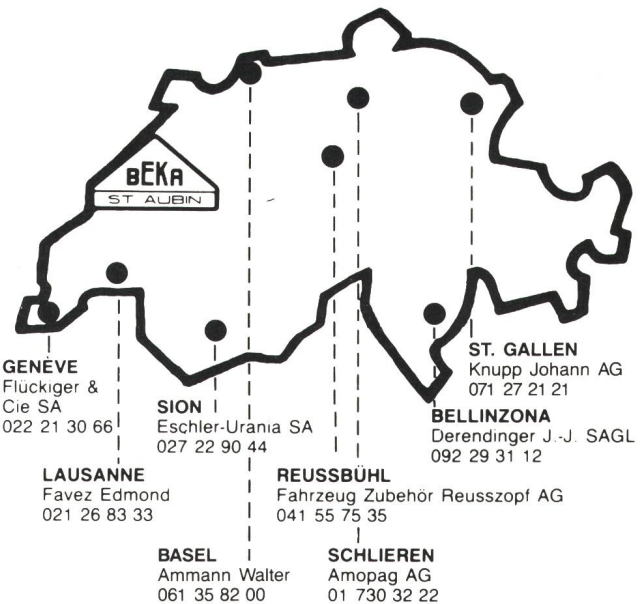 BEKA
ST AUBIN
GENÈVE
Flückiger &
Cie SA
022 21 30 66
LAUSANNE
Favez Edmond
021 26 83 33
SION
Eschler-Urania SA
027 22 90 44
BASEL
Ammann Walter
061 35 82 00
REUSSBÜHL
Fahrzeug Zubehör Reusszopf AG
041 55 75 35
SCHLIEREN
Amopag AG
01 730 32 22
ST. GALLEN
Knupp Johann AG
071 27 21 21
BELLINZONA
Derendinger J.-J. SAGL
092 29 31 12